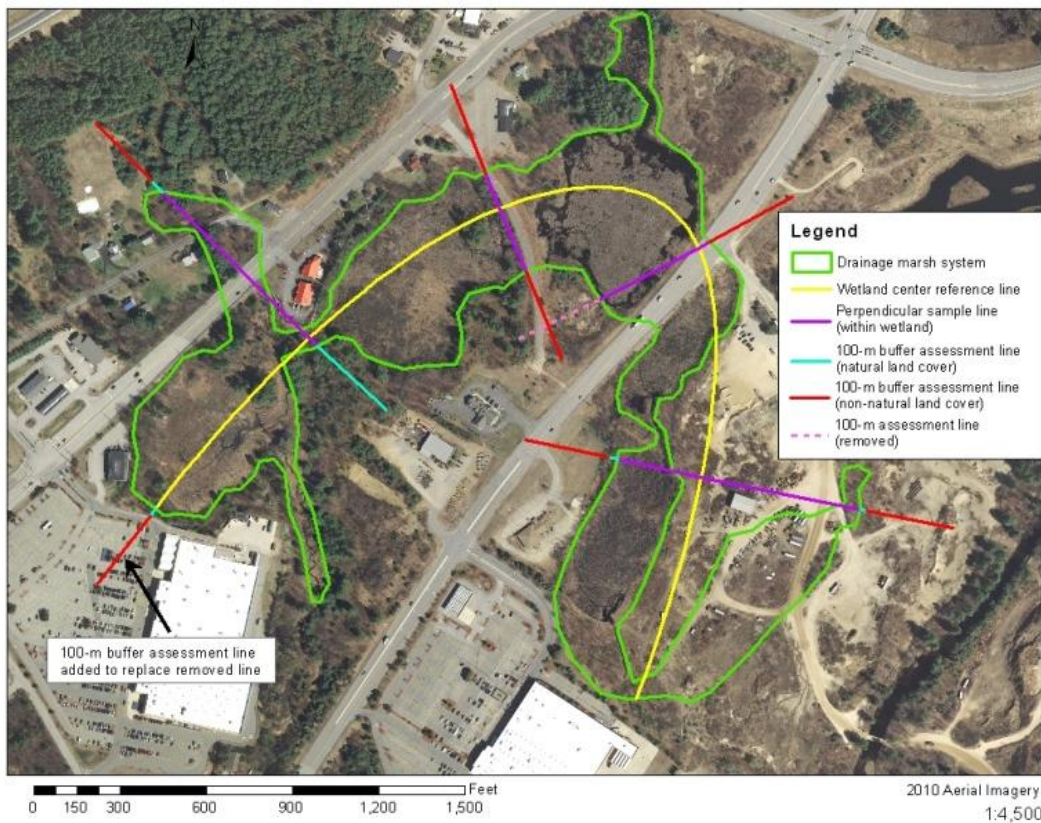 N
Legend
Drainage marsh system
Wetland center reference line
Perpendicular sample line
(within wetland)
100-m buffer assessment line
(natural land cover)
100-m buffer assessment line
(non-natural land cover)
100-m assessment line
(removed)
100-m buffer assessment line
added to replace removed line
Feet
0 150 300 600 900 1,200 1,500
2010 Aerial Imagery
1:4,500